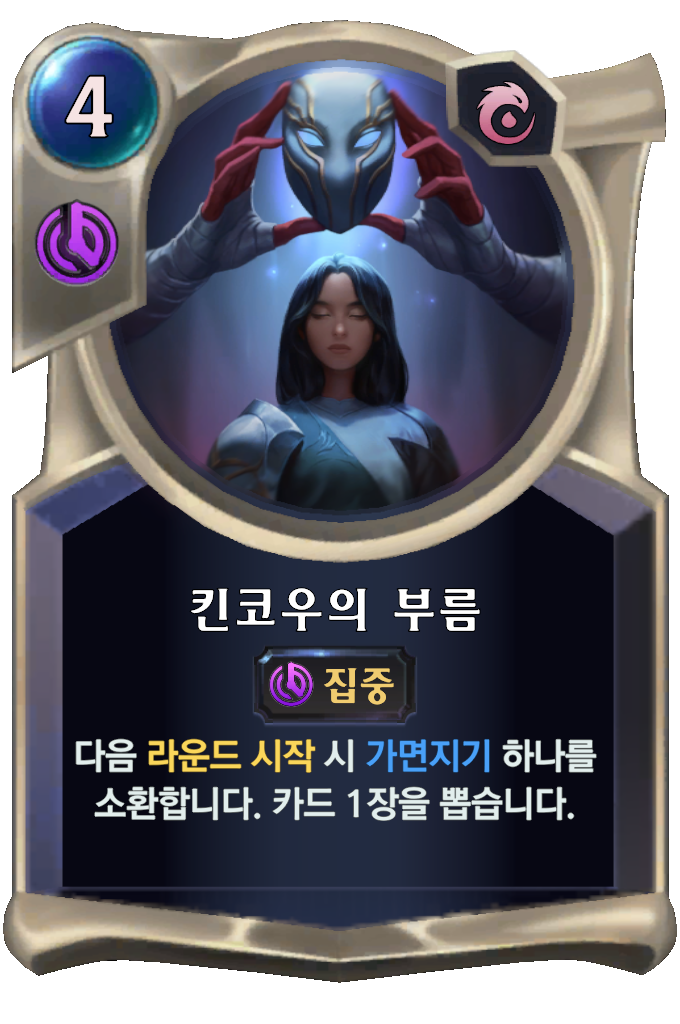 4
킨코우의 부름
집중
다음 라운드 시작 시 가면지기 하나를
소환합니다. 카드 1장을 뽑습니다.